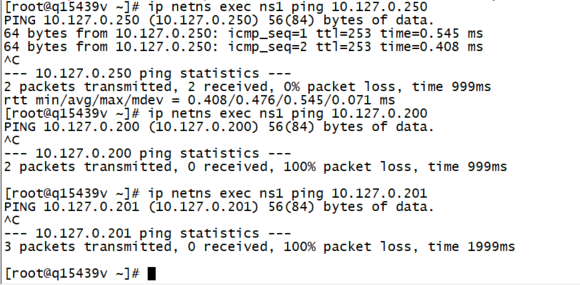 [root@q15439v ~]# ip netns exec ns1 ping 10.127.0.250
PING 10.127.0.250 (10.127.0.250) 56(84) bytes of data.
64 bytes from 10.127.0.250: icmp_seq=1 ttl=253 time=0.545 ms
64 bytes from 10.127.0.250: icmp_seq=2 ttl=253 time=0.408 ms
^C
--- 10.127.0.250 ping statistics ---
2 packets transmitted, 2 received, 0% packet loss, time 999ms
rtt min/avg/max/mdev = 0.408/0.476/0.545/0.071 ms
[root@q15439v ~]# ip netns exec ns1 ping 10.127.0.200
PING 10.127.0.200 (10.127.0.200) 56(84) bytes of data.
^C
--- 10.127.0.200 ping statistics ---
2 packets transmitted, 0 received, 100% packet loss, time 999ms
[root@q15439v ~]# ip netns exec ns1 ping 10.127.0.201
PING 10.127.0.201 (10.127.0.201) 56(84) bytes of data.
^C
--- 10.127.0.201 ping statistics ---
3 packets transmitted, 0 received, 100% packet loss, time 1999ms
[root@q15439v ~]#